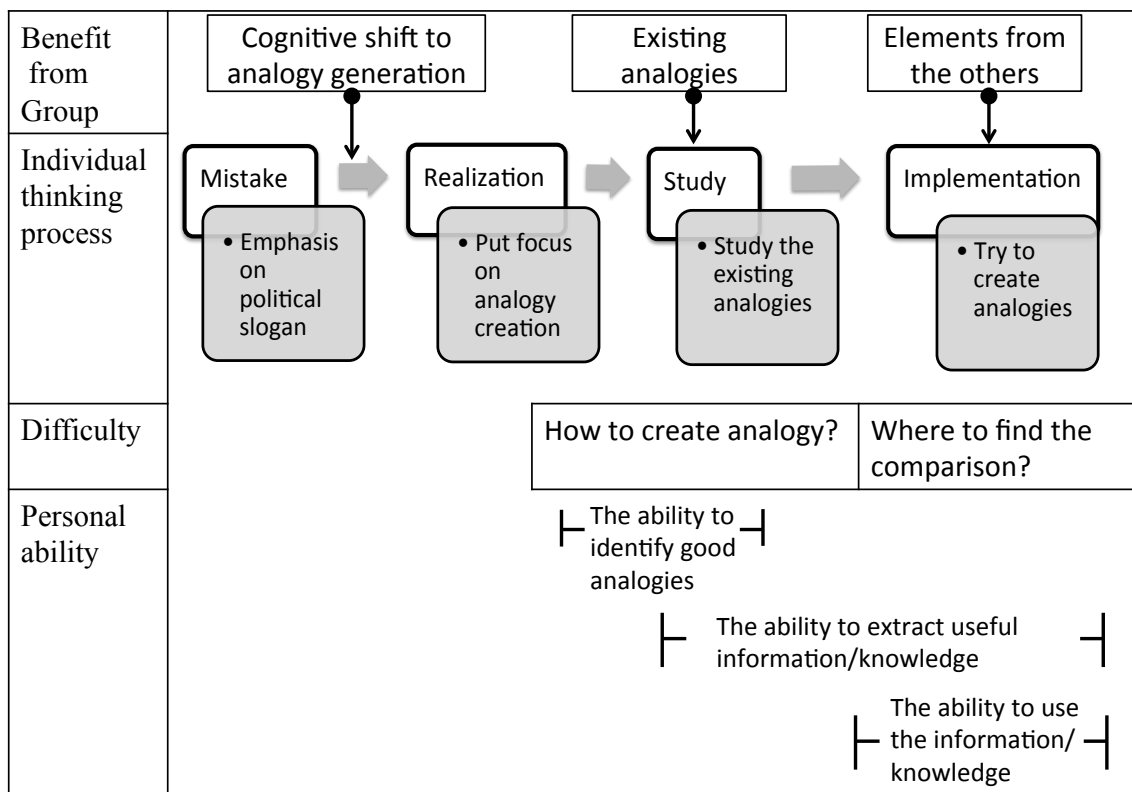 Benefit
from
Group
Cognitive shift to
analogy generation
Existing
analogies
Elements from
the others
Individual
thinking
process
Mistake
• Emphasis
on
political
slogan
Realization
• Put focus
on
analogy
creation
Study
• Study the
existing
analogies
Implementation
• Try to
create
analogies
Difficulty
How to create analogy?
Where to find the
comparison?
Personal
ability
The ability to
identify good
analogies
The ability to extract useful
information/knowledge
The ability to use
the information/
knowledge